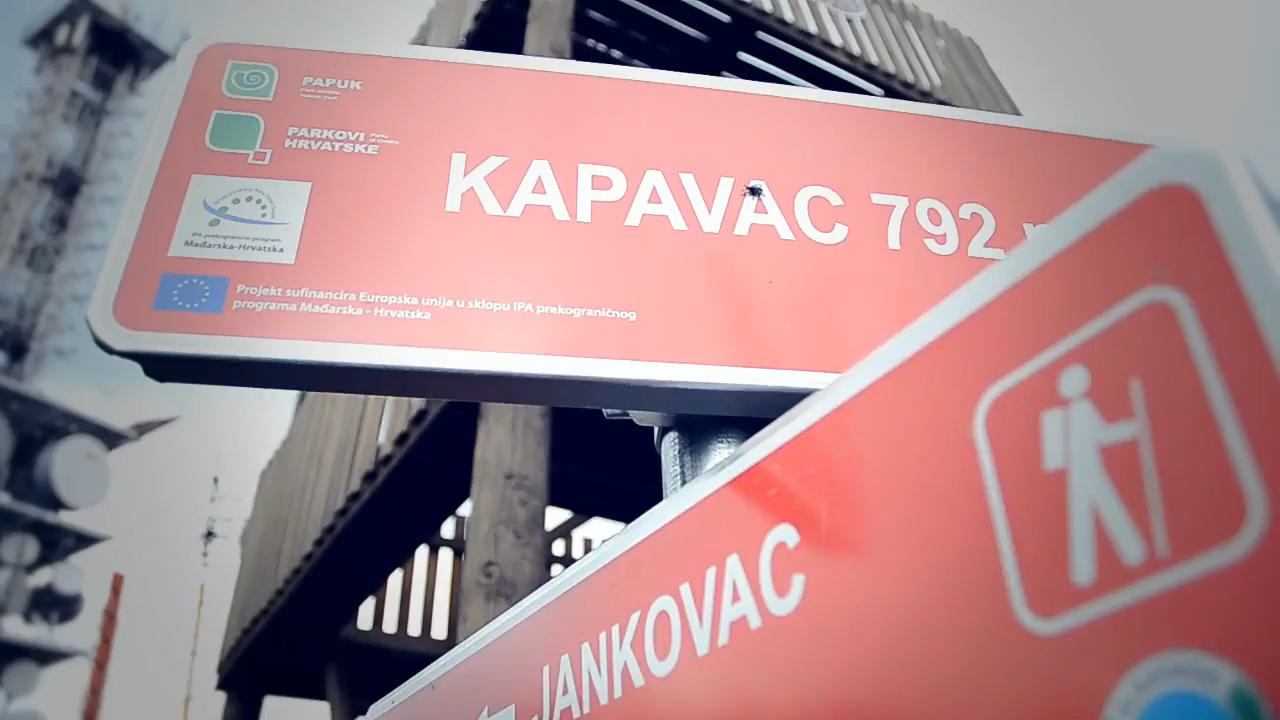 PAPUK
PARKOVI
HRVATSKE
KAPAVAC 792
Mađarska-Hrvatska
Projekt sufinancira Europska unija u sklopu IPA prekograničnog
programa Mađarska - Hrvatska
JANKOVAC